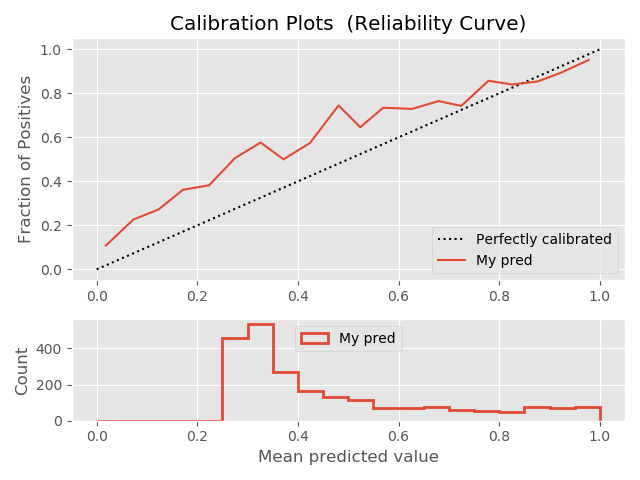 Calibration Plots  (Reliability Curve)
Fraction of Positives
1.0
0.8
0.6
0.4
0.2
0.0
Perfectly calibrated
My pred
0.0 0.2 0.4 0.6 0.8 1.0
Count
400
200
0
My pred
0.0 0.2 0.4 0.6 0.8 1.0
Mean predicted value